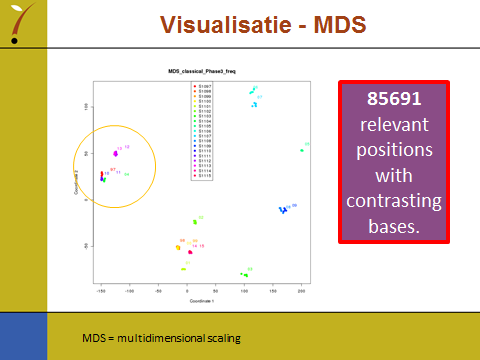 Visualisatie - MDS
MDS_classical_Phase3_freq
S1097
S1098
S1099
S1100
S1101
S1102
S1103
S1104
S1105
S1106
S1107
S1108
S1109
S1110
S1111
S1112
S1113
S1114
S1115
Coordinate 2
100
50
0
-50
-150
-100
-50
0
50
100
150
200
Coordinate 1
85691
relevant
positions
with
contrasting
bases.
MDS = multidimensional scaling